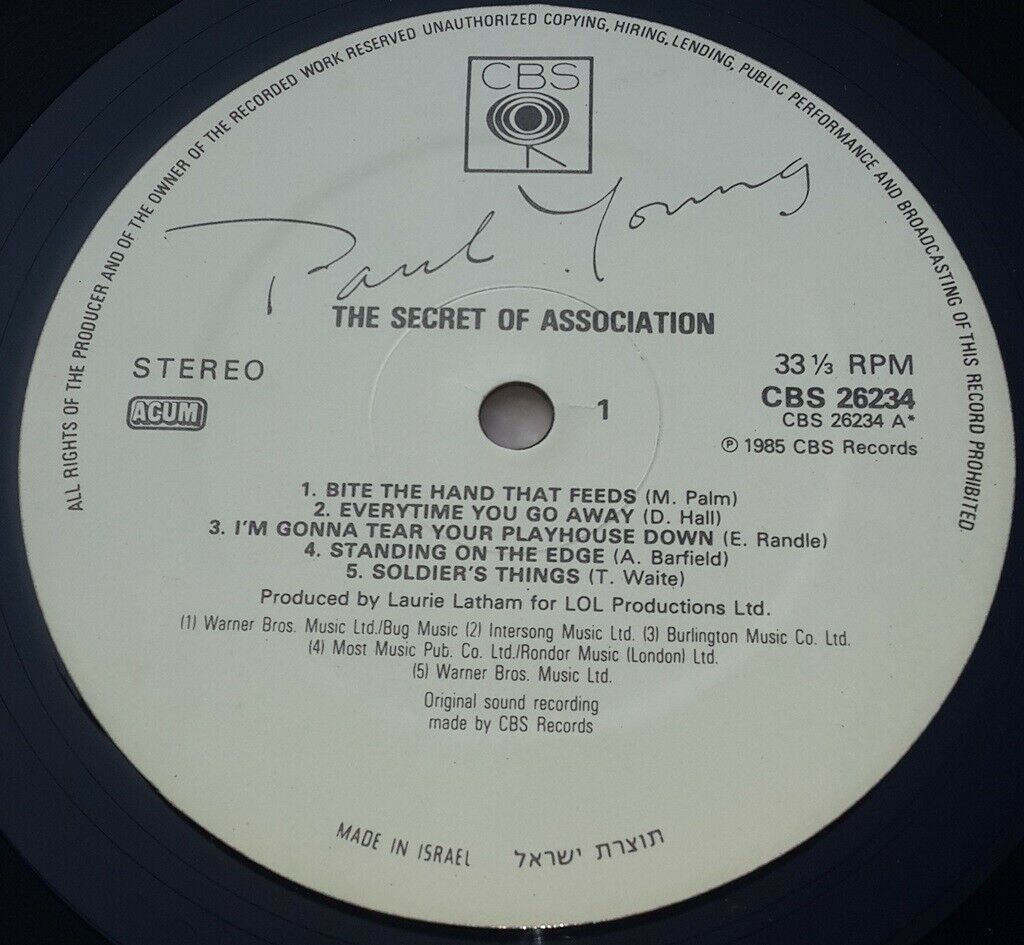 ALL RIGHTS OF THE PRODUCER AND OF THE OWNER OF THE RECORDED WORK RESERVED UNAUTHORIZED COPYING, HIRING, LENDING, PUBLIC PERFORMANCE AND BROADCASTING OF THIS RECORD PROHIBITED
CBS
Paul Young
THE SECRET OF ASSOCIATION
STEREO
ACUM
33 ⅓ RPM
CBS 26234
CBS 26234 A*
℗ 1985 CBS Records
1
1. BITE THE HAND THAT FEEDS (M. Palm)
2. EVERYTIME YOU GO AWAY (D. Hall)
3. I'M GONNA TEAR YOUR PLAYHOUSE DOWN (E. Randle)
4. STANDING ON THE EDGE (A. Barfield)
5. SOLDIER'S THINGS (T. Waite)
Produced by Laurie Latham for LOL Productions Ltd.
(1) Warner Bros. Music Ltd./Bug Music (2) Intersong Music Ltd. (3) Burlington Music Co. Ltd.
(4) Most Music Pub. Co. Ltd./Rondor Music (London) Ltd.
(5) Warner Bros. Music Ltd.
Original sound recording
made by CBS Records
MADE IN ISRAEL תוצרת ישראל